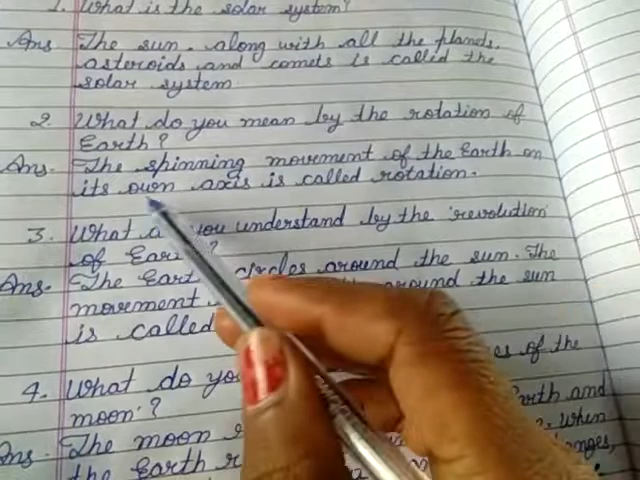 1. What is the solar system?
Ans The sun. along with all the planets.
asteroids and comets is called the
solar system
2. What do you mean by the rotation of
Earth?
Ans. The spinning movement of the Earth on
its own axis is called rotation.
3. What you understand by the 'revolution'
of ?
Ans. The circles around the sun. The
movement around the sun
is called
es of the
4. What do
moon'?
and
When
Ans. The moon
the Earth